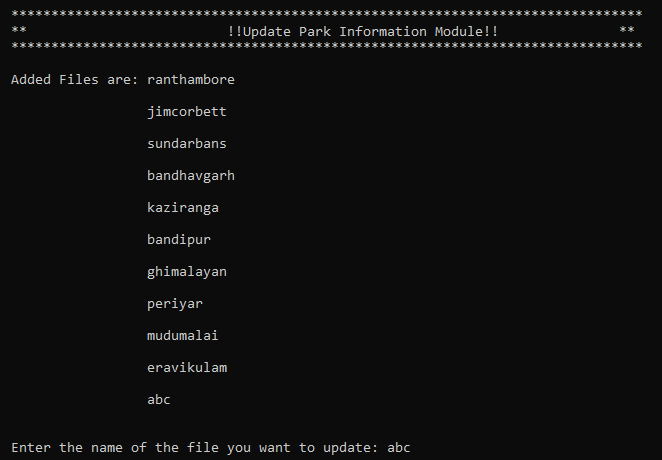 *******************************************************************************
** !!Update Park Information Module!! **
*******************************************************************************
Added Files are: ranthambore
jimcorbett
sundarbans
bandhavgarh
kaziranga
bandipur
ghimalayan
periyar
mudumalai
eravikulam
abc
Enter the name of the file you want to update: abc